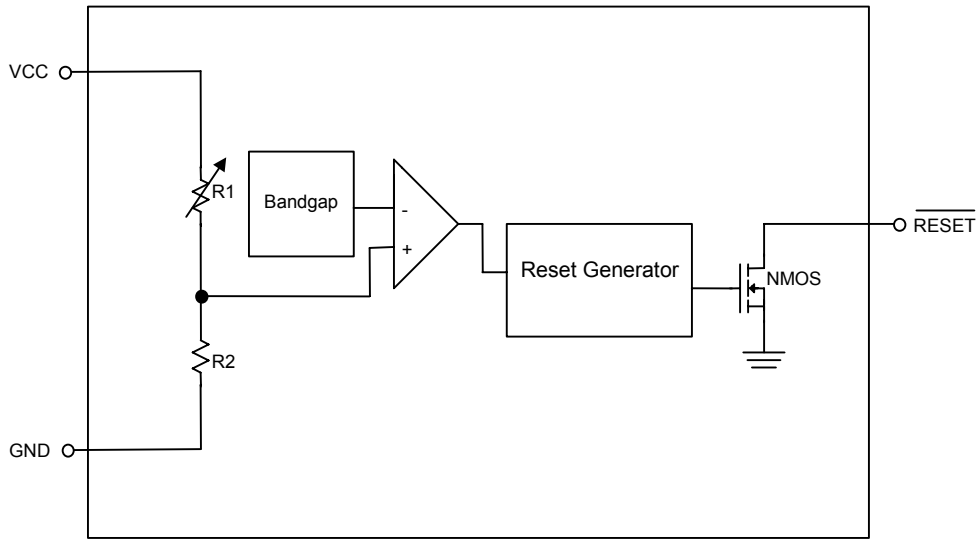 VCC
R1
Bandgap
-
+
RESET
Reset Generator
NMOS
R2
GND